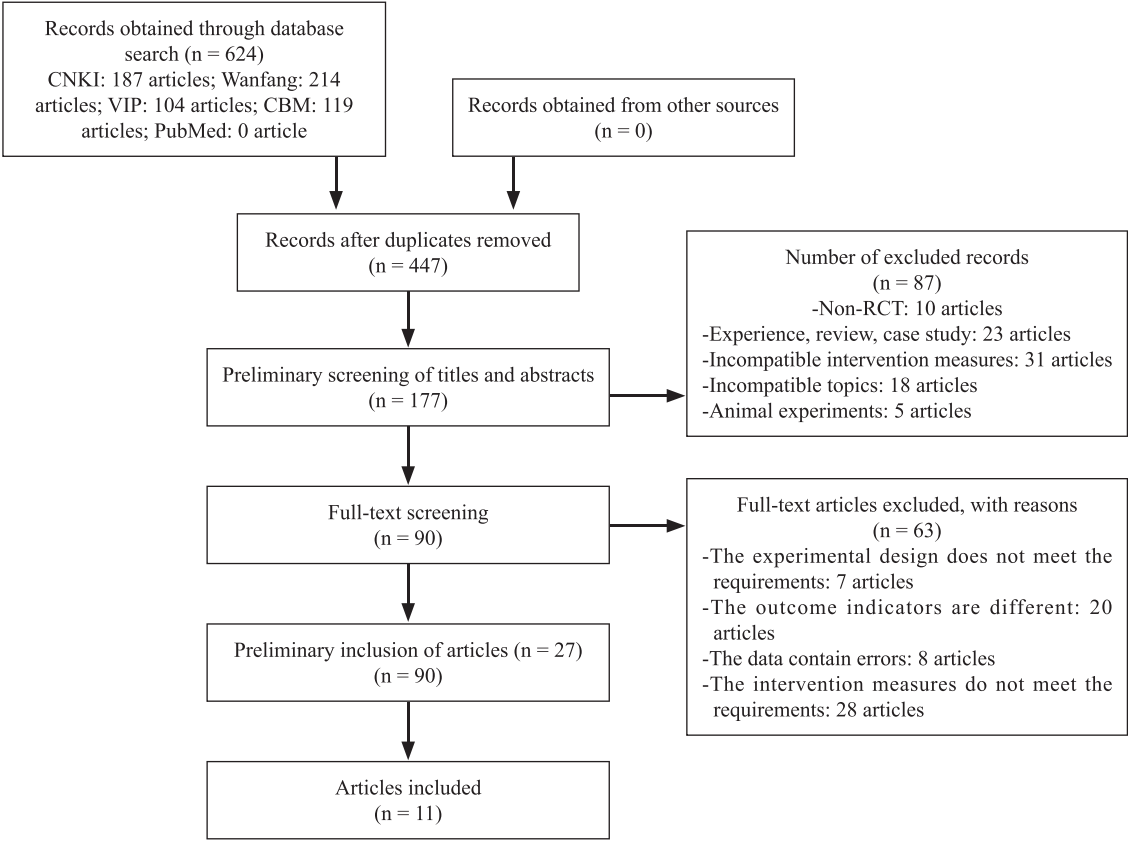 Records obtained through database
search (n = 624)
CNKI: 187 articles; Wanfang: 214
articles; VIP: 104 articles; CBM: 119
articles; PubMed: 0 article
Records obtained from other sources
(n = 0)
Records after duplicates removed
(n = 447)
Number of excluded records
(n = 87)
-Non-RCT: 10 articles
-Experience, review, case study: 23 articles
-Incompatible intervention measures: 31 articles
-Incompatible topics: 18 articles
-Animal experiments: 5 articles
Preliminary screening of titles and abstracts
(n = 177)
Full-text screening
(n = 90)
Full-text articles excluded, with reasons
(n = 63)
-The experimental design does not meet the
requirements: 7 articles
-The outcome indicators are different: 20
articles
-The data contain errors: 8 articles
-The intervention measures do not meet the
requirements: 28 articles
Preliminary inclusion of articles (n = 27)
(n = 90)
Articles included
(n = 11)